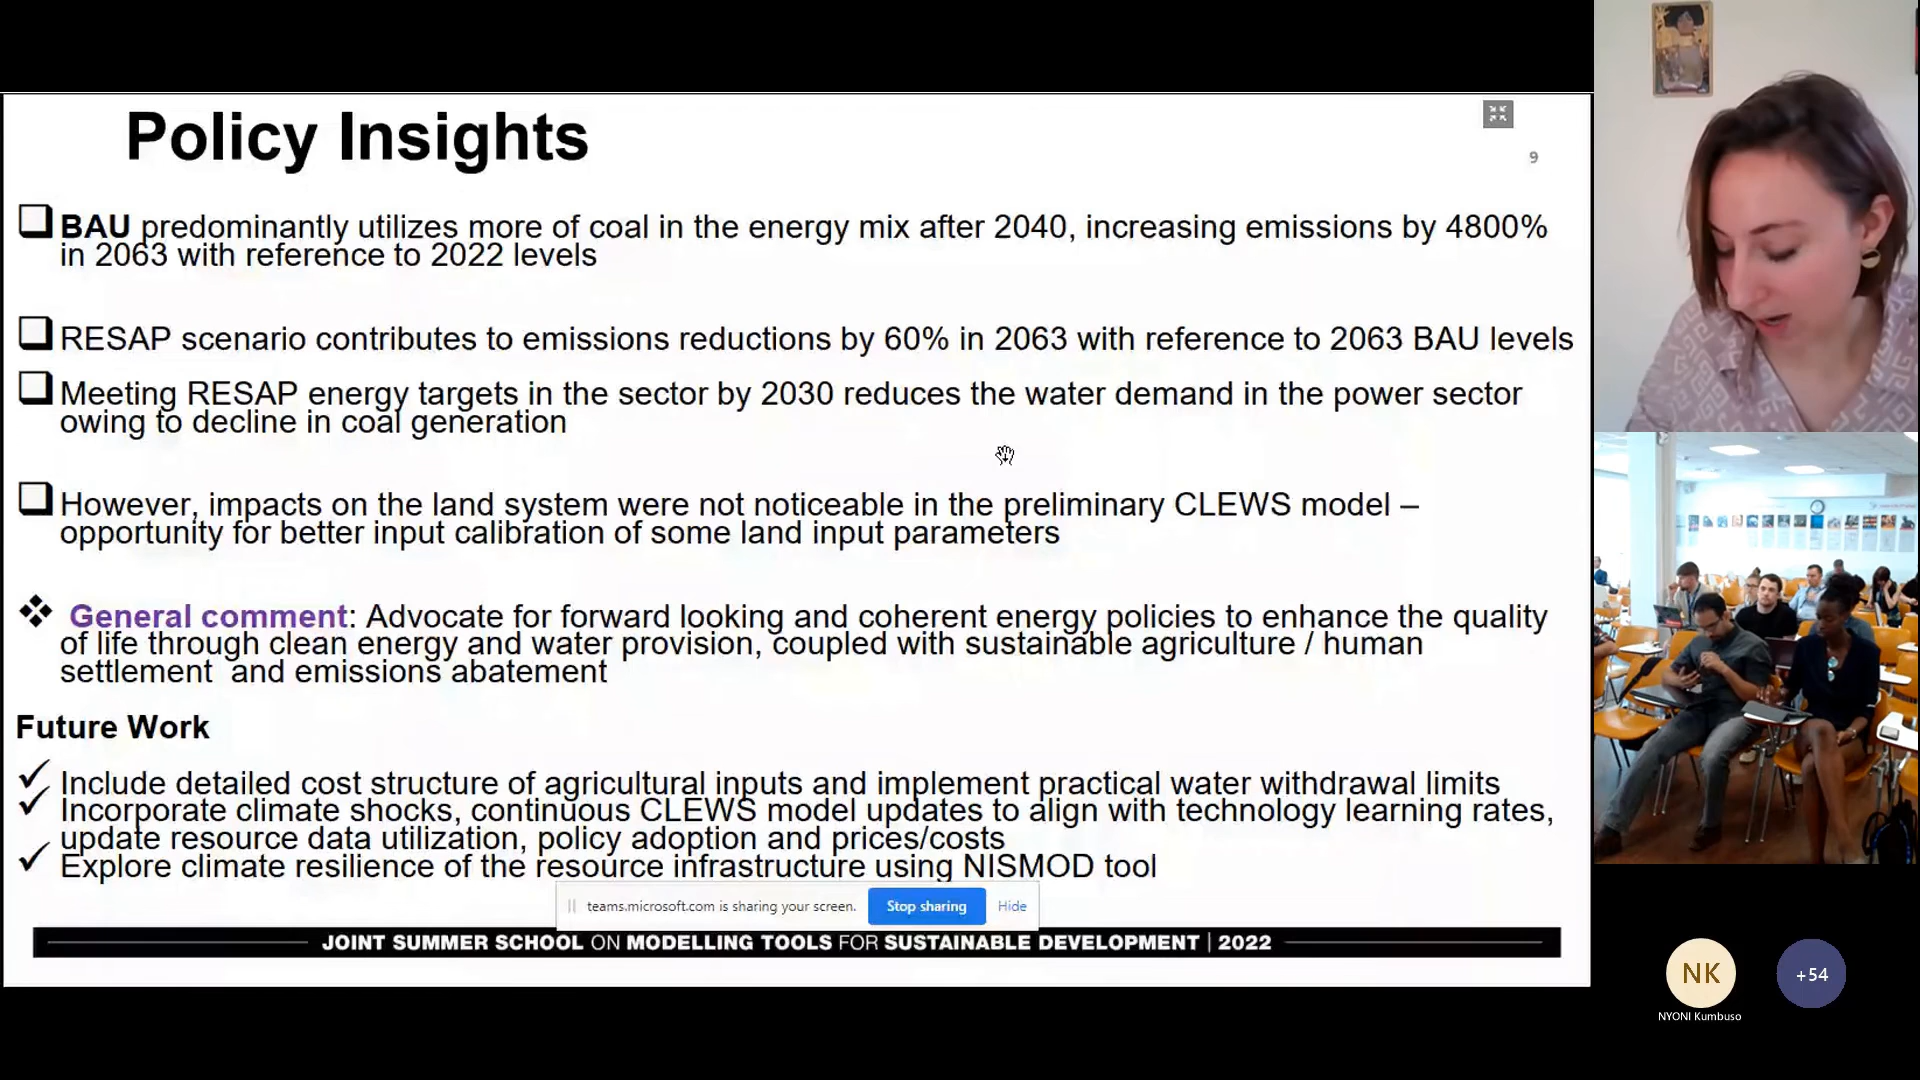 Policy Insights
9
BAU predominantly utilizes more of coal in the energy mix after 2040, increasing emissions by 4800%
in 2063 with reference to 2022 levels
RESAP scenario contributes to emissions reductions by 60% in 2063 with reference to 2063 BAU levels
Meeting RESAP energy targets in the sector by 2030 reduces the water demand in the power sector
owing to decline in coal generation
However, impacts on the land system were not noticeable in the preliminary CLEWS model –
opportunity for better input calibration of some land input parameters
General comment: Advocate for forward looking and coherent energy policies to enhance the quality
of life through clean energy and water provision, coupled with sustainable agriculture / human
settlement and emissions abatement
Future Work
Include detailed cost structure of agricultural inputs and implement practical water withdrawal limits
Incorporate climate shocks, continuous CLEWS model updates to align with technology learning rates,
update resource data utilization, policy adoption and prices/costs
Explore climate resilience of the resource infrastructure using NISMOD tool
teams.microsoft.com is sharing your screen. Stop sharing Hide
JOINT SUMMER SCHOOL ON MODELLING TOOLS FOR SUSTAINABLE DEVELOPMENT | 2022
NK
+54
NYONI Kumbuso